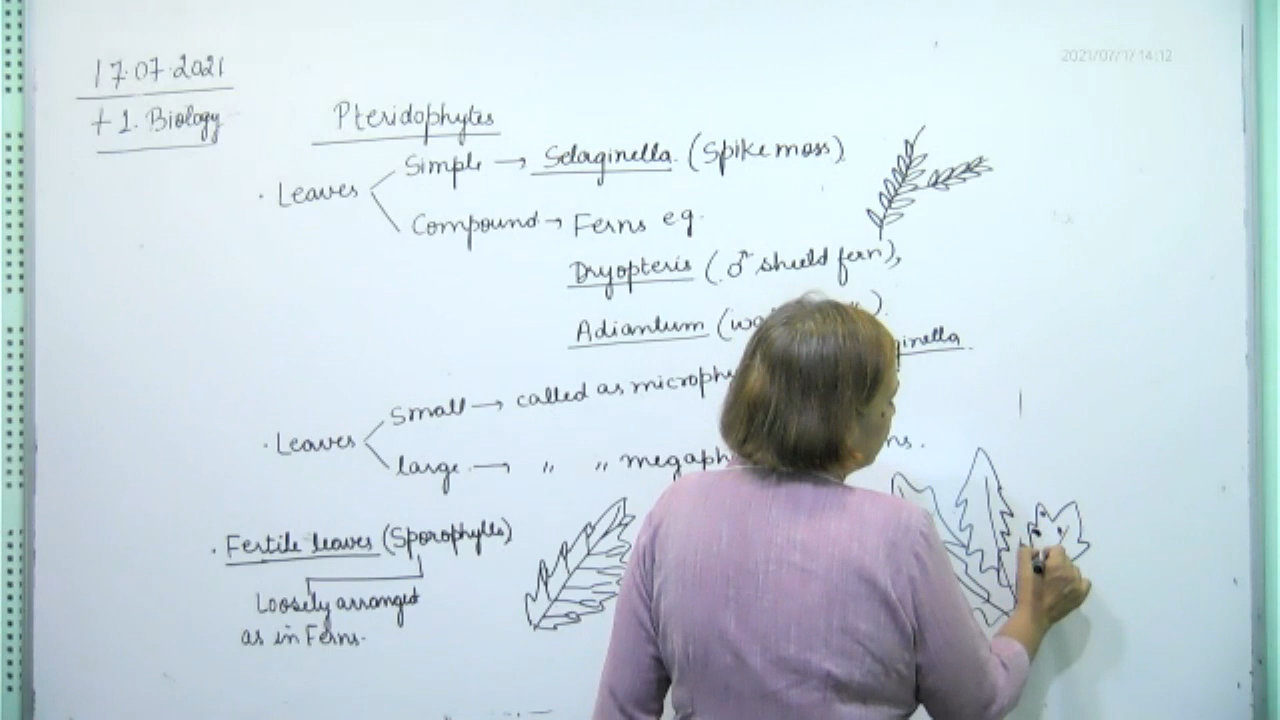 2021/07/17 14:12
17.07.2021
+1. Biology
Pteridophytes
· Leaves
Simple → Selaginella. (Spike moss).
Compound → Ferns eg.
Dryopteris (♂ shield fern),
Adiantum (
· Leaves
Small → called as
large → " "
· Fertile leaves (Sporophylls)
Loosely arranged
as in Ferns.